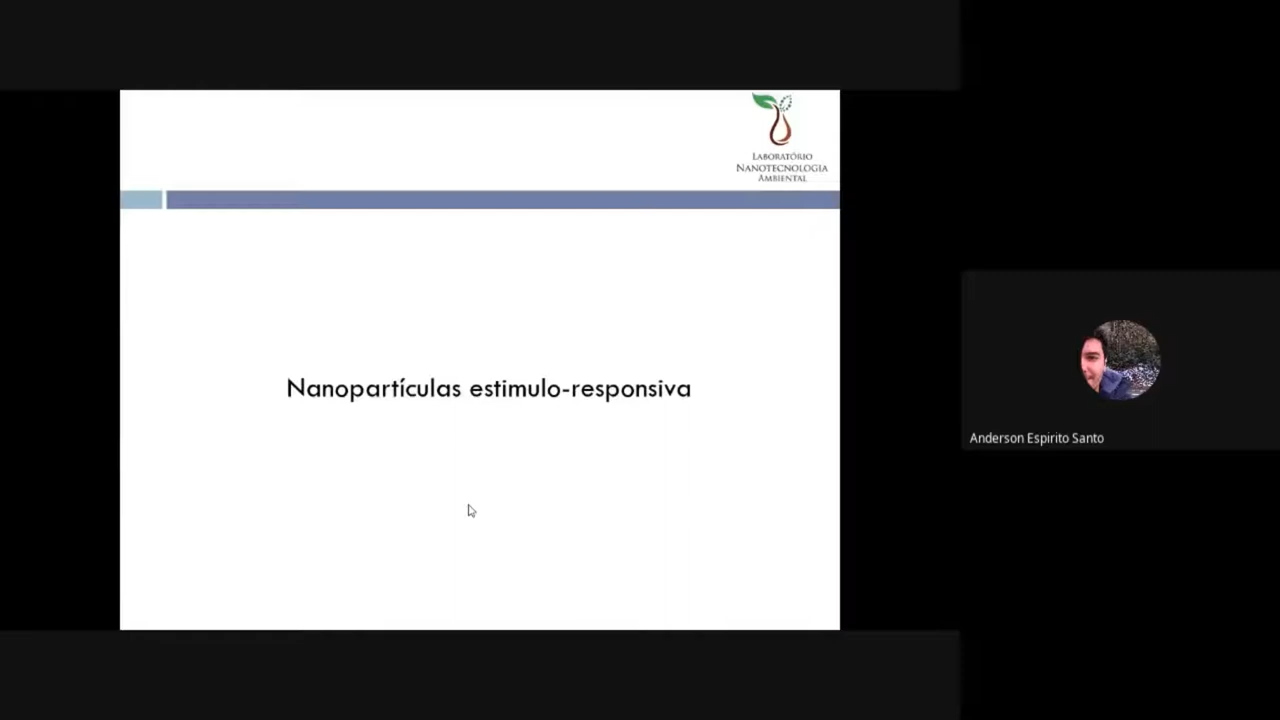 LABORATÓRIO
NANOTECNOLOGIA
AMBIENTAL
Nanopartículas estimulo-responsiva
Anderson Espirito Santo